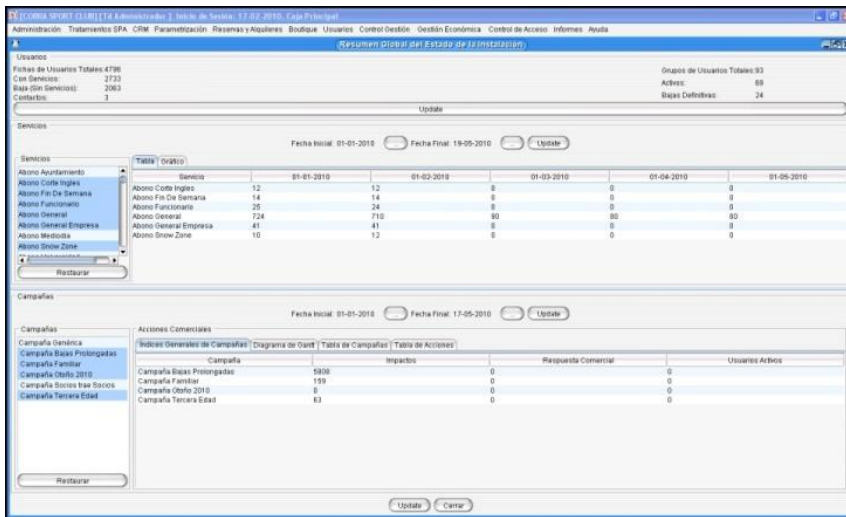 [COBRA SPORT CLUB] [Td Administrador ]. Inicio de Sesión: 17-02-2010. Caja Principal
Administración Tratamientos SPA CRM Parametrización Reservas y Alquileres Boutique Usuarios Control Gestión Gestión Económica Control de Acceso Informes Ayuda
Resumen Global del Estado de la Instalación
Usuarios
Fichas de Usuarios Totales: 4796 Grupos de Usuarios Totales: 93
Con Servicios: 2733 Activos: 69
Baja (Sin Servicios): 2063 Bajas Definitivas: 24
Contactos: 3
Update
Servicios
Fecha Inicial: 01-01-2010 ... Fecha Final: 19-05-2010 ... Update
Servicios Tabla Gráfico
Abono Ayuntamiento
Abono Corte Ingles
Abono Fin De Semana
Abono Funcionario
Abono General
Abono General Empresa
Abono Mediodia
Abono Snow Zone
Restaurar
Servicio 01-01-2010 01-02-2010 01-03-2010 01-04-2010 01-05-2010
Abono Corte Ingles 12 12 0 0 0
Abono Fin De Semana 14 14 0 0 0
Abono Funcionario 25 24 0 0 0
Abono General 724 710 80 80 80
Abono General Empresa 41 41 0 0 0
Abono Snow Zone 10 12 0 0 0
Campañas
Fecha Inicial: 01-01-2010 ... Fecha Final: 17-05-2010 ... Update
Campañas
Campaña Genérica
Campaña Bajas Prolongadas
Campaña Familiar
Campaña Otoño 2010
Campaña Socios trae Socios
Campaña Tercera Edad
Restaurar
Acciones Comerciales
Índices Generales de Campañas Diagrama de Gantt Tabla de Campañas Tabla de Acciones
Campaña Impactos Respuesta Comercial Usuarios Activos
Campaña Bajas Prolongadas 5808 0 0
Campaña Familiar 159 0 0
Campaña Otoño 2010 0 0 0
Campaña Tercera Edad 63 0 0
Update Cerrar